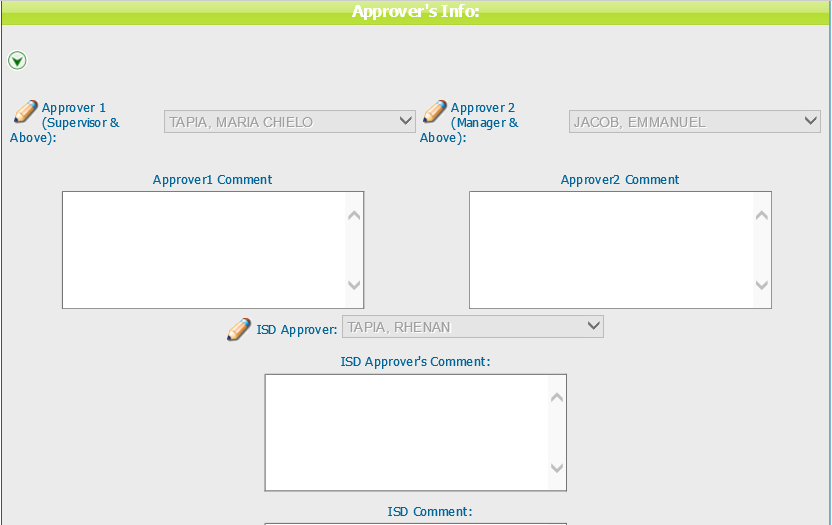 Approver's Info:
Approver 1
(Supervisor &
Above):
TAPIA, MARIA CHIELO
Approver 2
(Manager &
Above):
JACOB, EMMANUEL
Approver1 Comment
Approver2 Comment
ISD Approver:
TAPIA, RHENAN
ISD Approver's Comment:
ISD Comment: